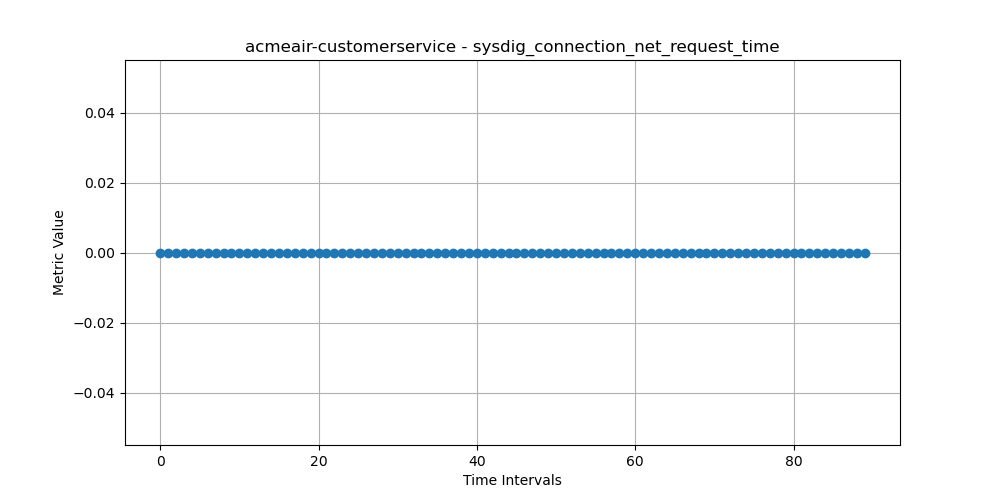 acmeair-customerservice - sysdig_connection_net_request_time
0.04
0.02
0.00
−0.02
−0.04
Metric Value
0 20 40 60 80
Time Intervals